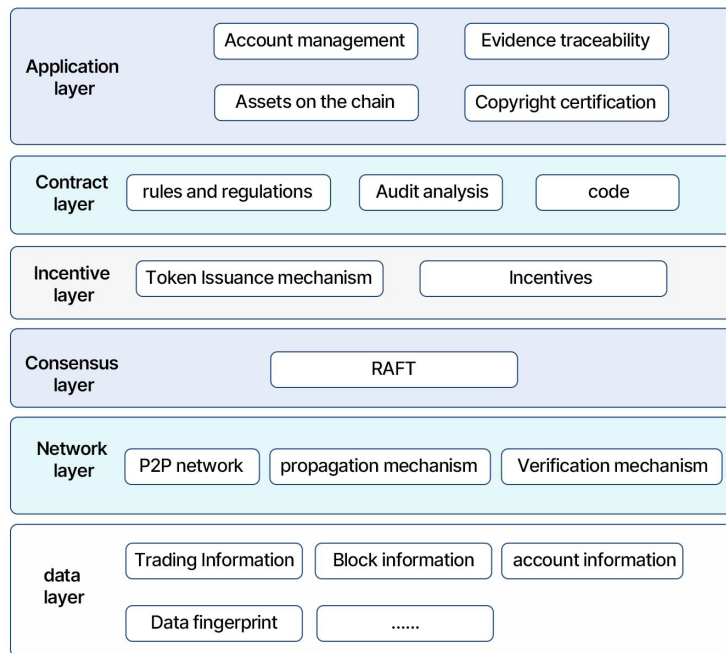 Application
layer
Account management
Evidence traceability
Assets on the chain
Copyright certification
Contract
layer
rules and regulations
Audit analysis
code
Incentive
layer
Token Issuance mechanism
Incentives
Consensus
layer
RAFT
Network
layer
P2P network
propagation mechanism
Verification mechanism
data
layer
Trading Information
Block information
account information
Data fingerprint
......